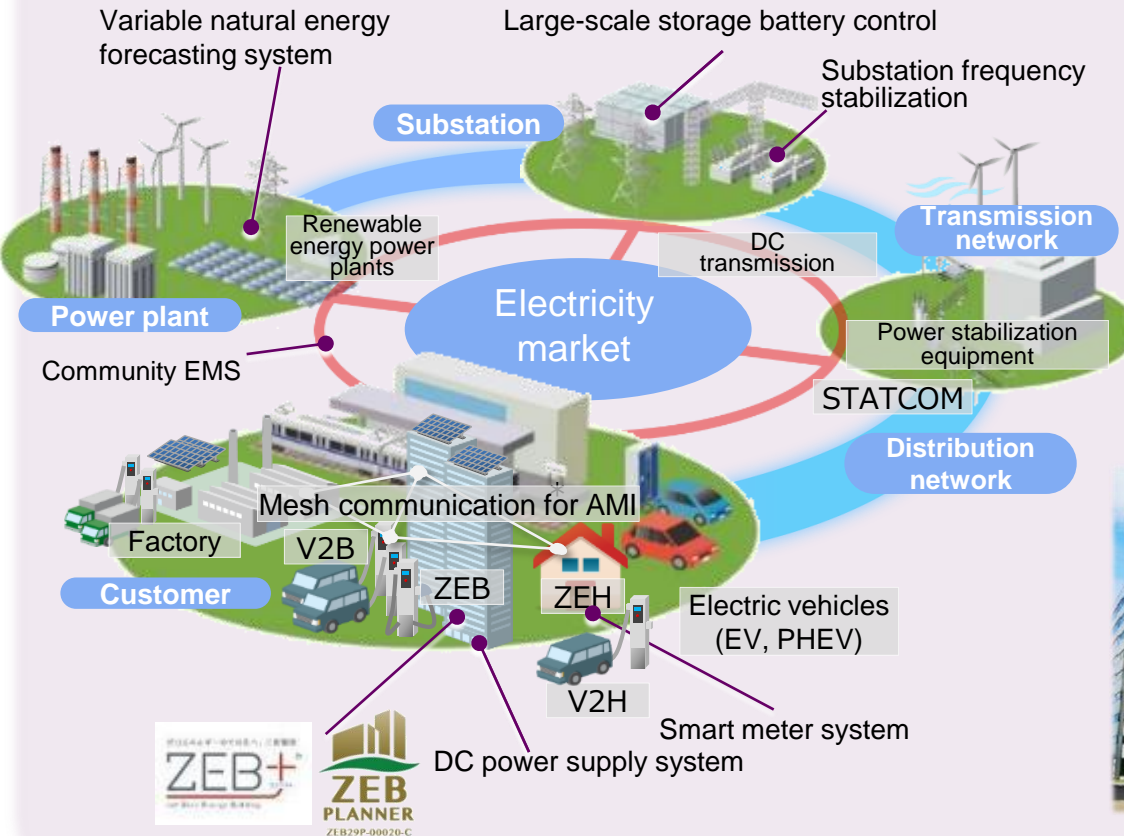 Variable natural energy
forecasting system
Large-scale storage battery control
Substation frequency
stabilization
Substation
Transmission
network
Renewable
energy power
plants
DC
transmission
Power plant
Electricity
market
Power stabilization
equipment
Community EMS
STATCOM
Distribution
network
Mesh communication for AMI
Factory
V2B
Customer
ZEB
ZEH
Electric vehicles
(EV, PHEV)
V2H
Smart meter system
DC power supply system
ZEB+
ZEB
PLANNER
ZEB29P-00020-C